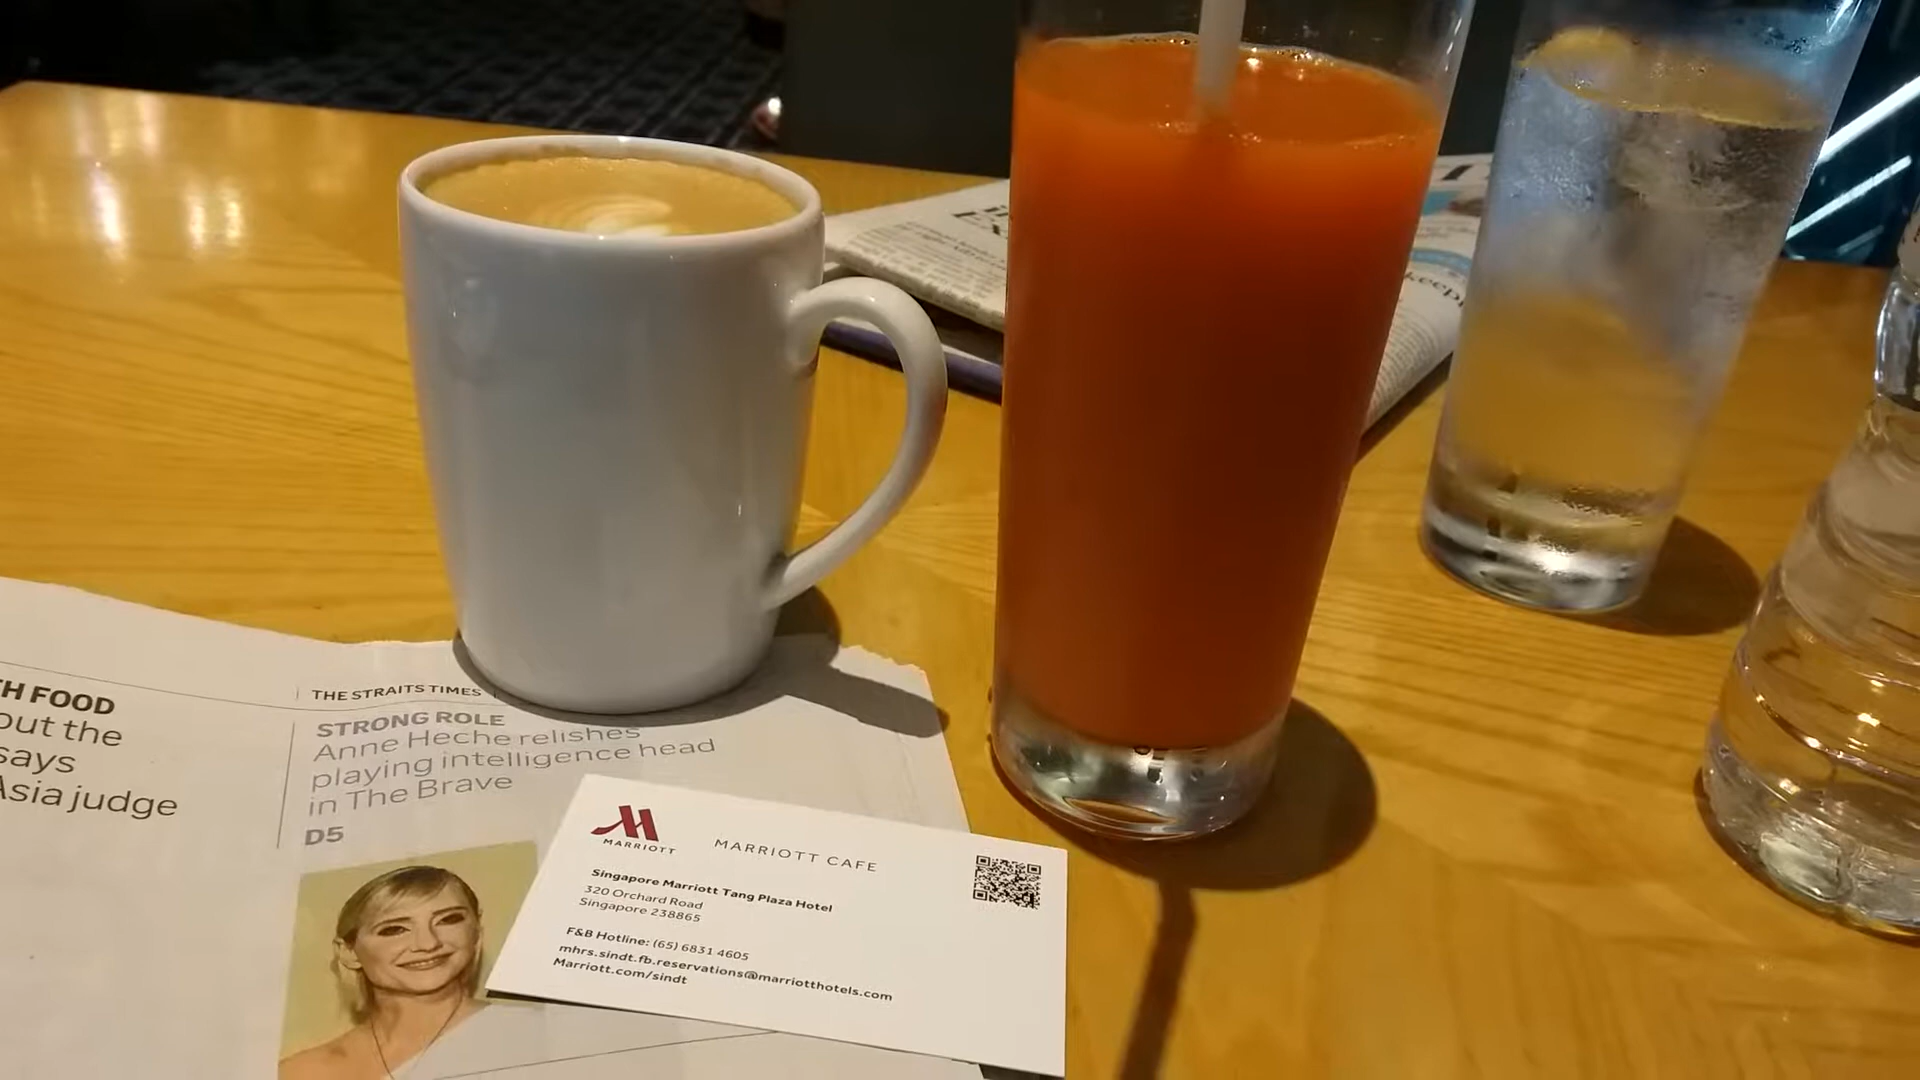 H FOOD
out the
says
Asia judge
THE STRAITS TIMES
STRONG ROLE
Anne Heche relishes
playing intelligence head
in The Brave
D5
MARRIOTT
MARRIOTT CAFE
Singapore Marriott Tang Plaza Hotel
320 Orchard Road
Singapore 238865
F&B Hotline: (65) 6831 4605
mhrs.sindt.fb.reservations@marriotthotels.com
Marriott.com/sindt